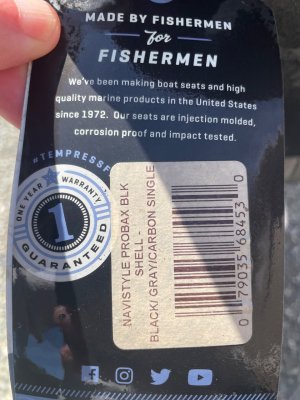 MADE BY FISHERMEN
for
FISHERMEN
We've been making boat seats and high
quality marine products in the United States
since 1972. Our seats are injection molded,
corrosion proof and impact tested.
#TEMPRESSF
ONE YEAR WARRANTY
1
GUARANTEED
NAVISTYLE PROBAX BLK
SHELL -
BLACK/ GRAY/CARBON SINGLE
0 79035 68453 0